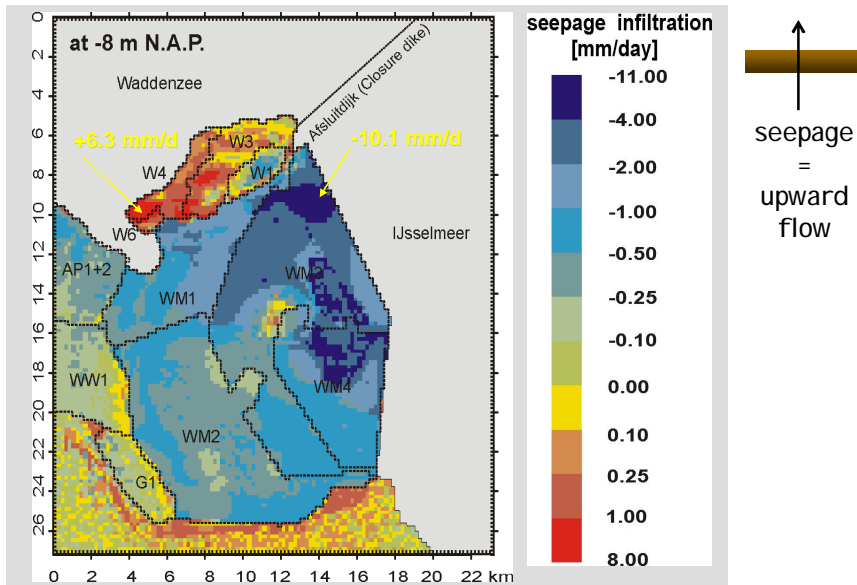 at -8 m N.A.P.
Waddenzee
Afsluitdijk (Closure dike)
+6.3 mm/d
-10.1 mm/d
W3
W4
W1
W6
IJsselmeer
AP1+2
WM3
WM1
WW1
WM4
WM2
G1
0
2
4
6
8
10
12
14
16
18
20
22
24
26
0 2 4 6 8 10 12 14 16 18 20 22 km
seepage infiltration
[mm/day]
-11.00
-4.00
-2.00
-1.00
-0.50
-0.25
-0.10
0.00
0.10
0.25
1.00
8.00
seepage
=
upward
flow